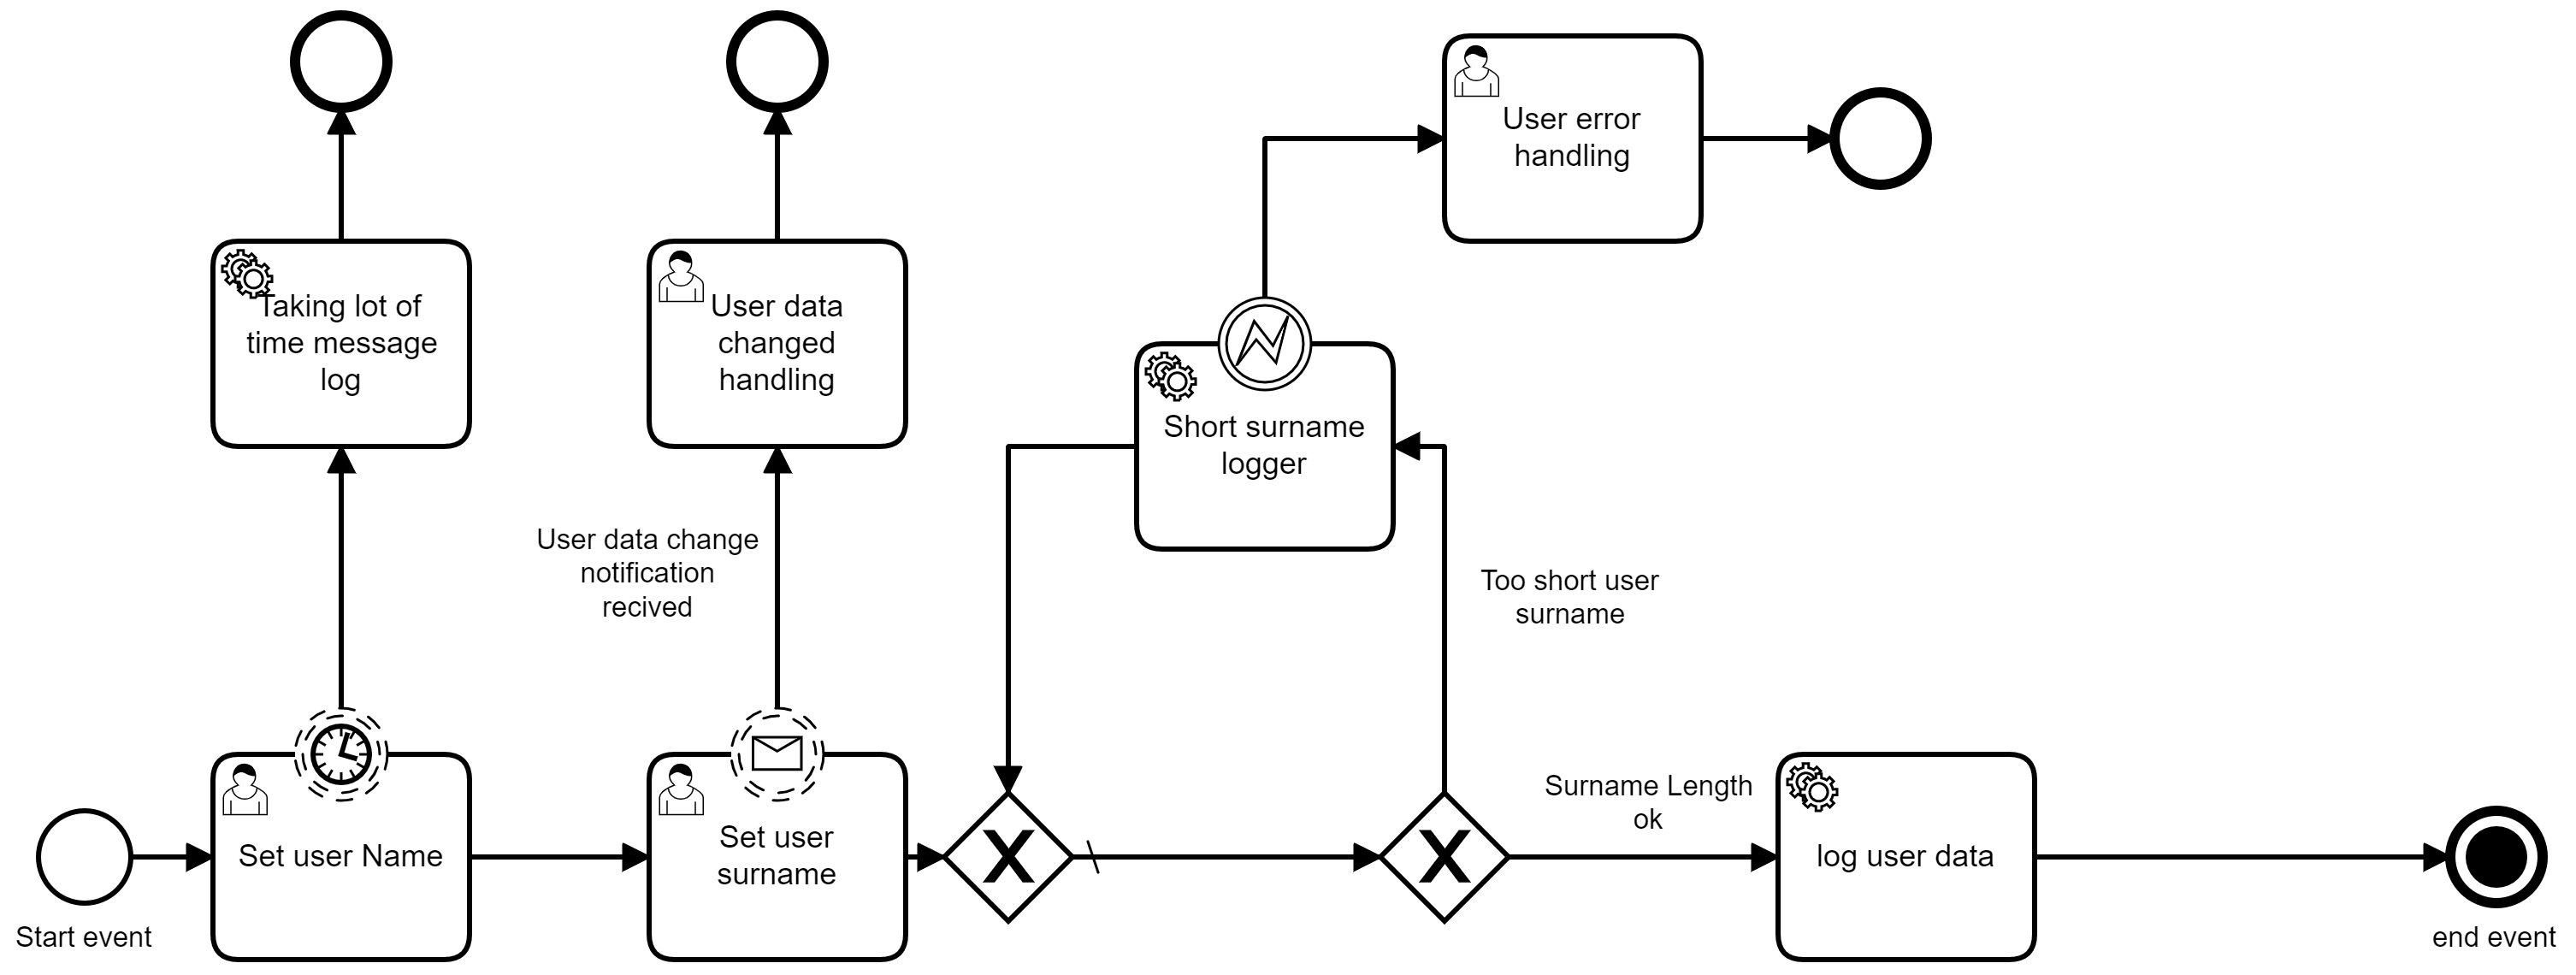 User error
handling
Taking lot of
time message
log
User data
changed
handling
Short surname
logger
User data change
notification
recived
Too short user
surname
Surname Length
ok
Set user Name
Set user
surname
X
X
log user data
Start event
end event